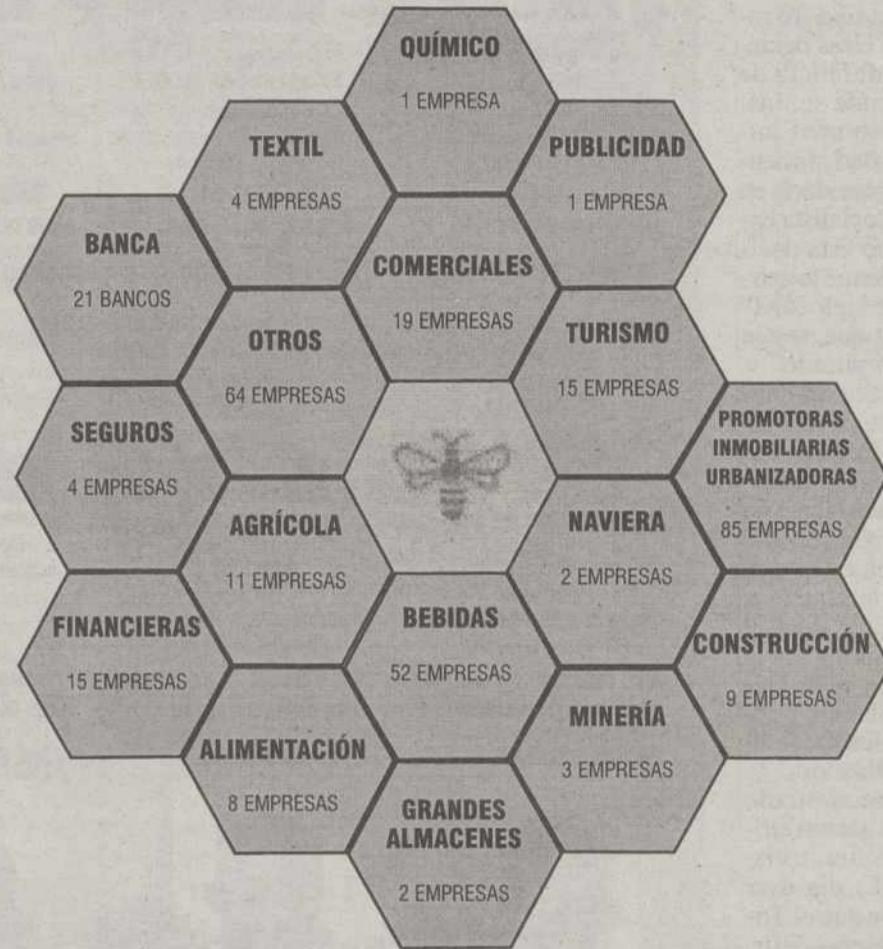 QUÍMICO
1 EMPRESA
TEXTIL
4 EMPRESAS
PUBLICIDAD
1 EMPRESA
BANCA
21 BANCOS
COMERCIALES
19 EMPRESAS
OTROS
64 EMPRESAS
TURISMO
15 EMPRESAS
SEGUROS
4 EMPRESAS
PROMOTORAS
INMOBILIARIAS
URBANIZADORAS
85 EMPRESAS
AGRÍCOLA
11 EMPRESAS
NAVIERA
2 EMPRESAS
FINANCIERAS
15 EMPRESAS
BEBIDAS
52 EMPRESAS
CONSTRUCCIÓN
9 EMPRESAS
ALIMENTACIÓN
8 EMPRESAS
MINERÍA
3 EMPRESAS
GRANDES
ALMACENES
2 EMPRESAS